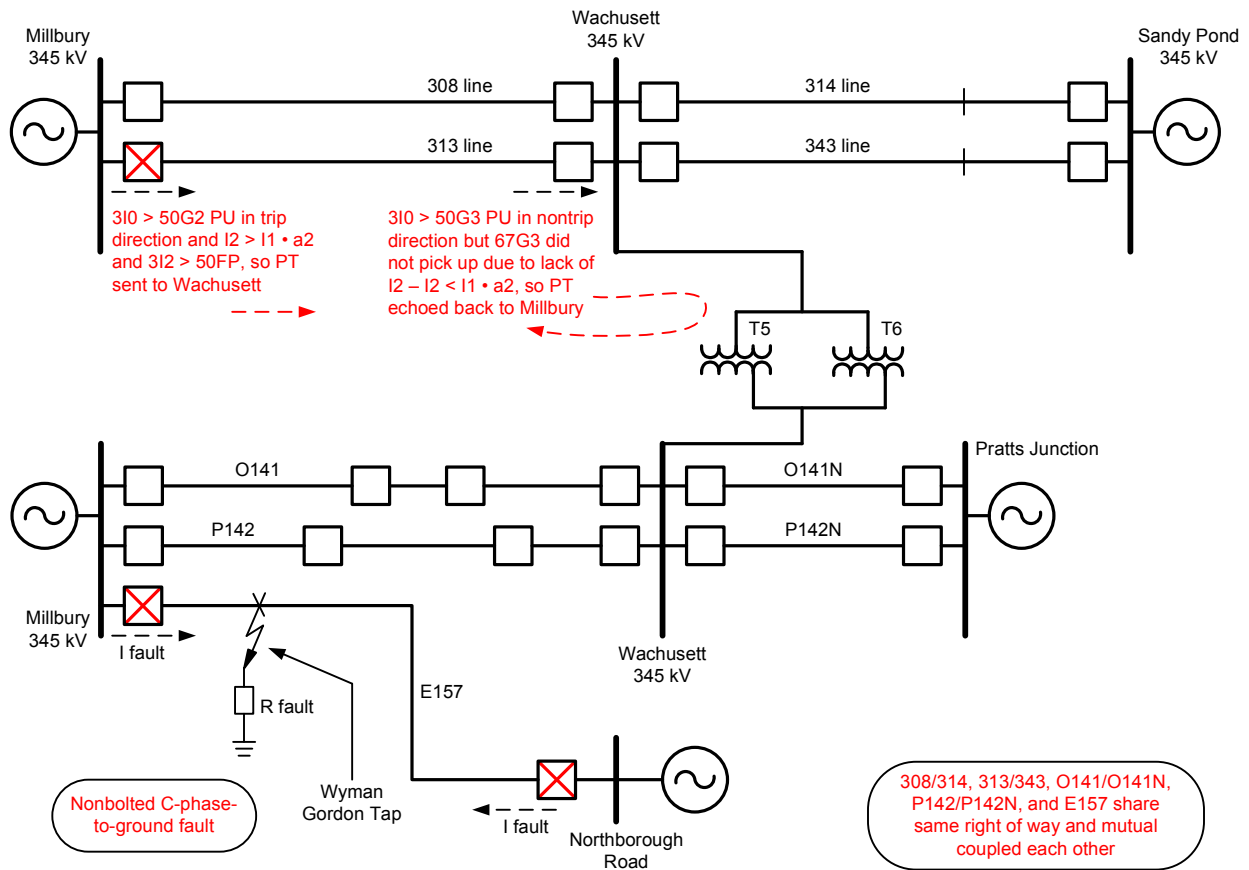 Millbury
345 kV
Wachusett
345 kV
Sandy Pond
345 kV
308 line
314 line
313 line
343 line
3I0 > 50G2 PU in trip
direction and I2 > I1 • a2
and 3I2 > 50FP, so PT
sent to Wachusett
3I0 > 50G3 PU in nontrip
direction but 67G3 did
not pick up due to lack of
I2 – I2 < I1 • a2, so PT
echoed back to Millbury
T5
T6
O141
O141N
Pratts Junction
P142
P142N
Millbury
345 kV
I fault
Wachusett
345 kV
E157
R fault
Wyman
Gordon Tap
I fault
Northborough
Road
Nonbolted C-phase-
to-ground fault
308/314, 313/343, O141/O141N,
P142/P142N, and E157 share
same right of way and mutual
coupled each other